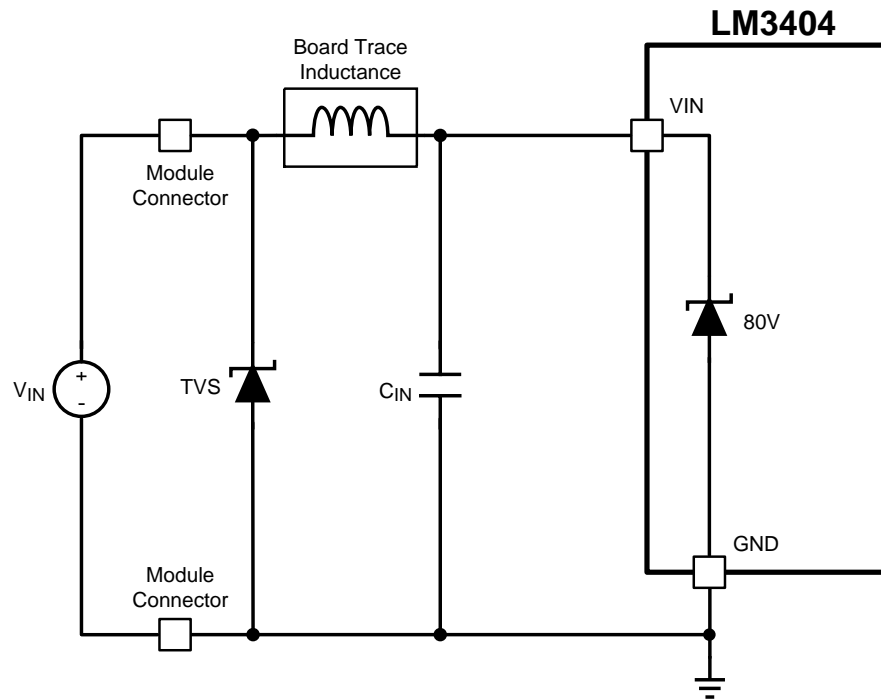 LM3404
Board Trace
Inductance
VIN
Module
Connector
80V
VIN
+
-
TVS
CIN
GND
Module
Connector